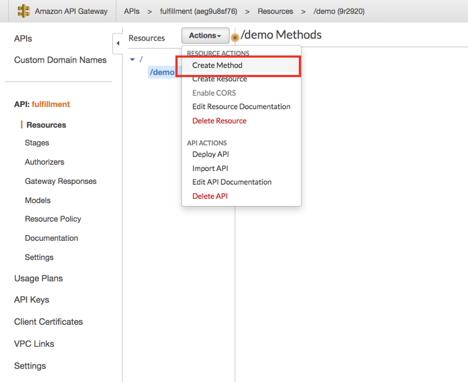 Amazon API Gateway APIs > fulfillment (aeg9u8sf76) > Resources > /demo (9r2920)
APIs
Custom Domain Names
API: fulfillment
Resources
Stages
Authorizers
Gateway Responses
Models
Resource Policy
Documentation
Settings
Usage Plans
API Keys
Client Certificates
VPC Links
Settings
Resources
Actions
/demo Methods
/
/demo
RESOURCE ACTIONS
Create Method
Create Resource
Enable CORS
Edit Resource Documentation
Delete Resource
API ACTIONS
Deploy API
Import API
Edit API Documentation
Delete API